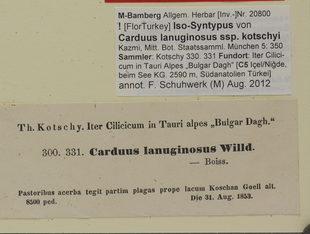 M-Bamberg Allgem. Herbar [Inv.-]Nr. 20800
! [FlorTurkey] Iso-Syntypus von
Carduus lanuginosus ssp. kotschyi
Kazmi, Mitt. Bot. Staatssamml. München 5: 350
Sammler: Kotschy 330. 331 Fundort: Iter Cilici-
cum in Tauri Alpes „Bulgar Dagh" [C5 İçel/Niğde,
beim See KG. 2590 m, Südanatolien Türkei]
annot. F. Schuhwerk (M) Aug. 2012
Th. Kotschy. Iter Cilicicum in Tauri alpes „Bulgar Dagh."
300. 331. Carduus lanuginosus Willd.
— Boiss.
Pastoribus acerba tegit partim plagas prope lacum Koschan Goell alt.
8500 ped. Die 31. Aug. 1853.